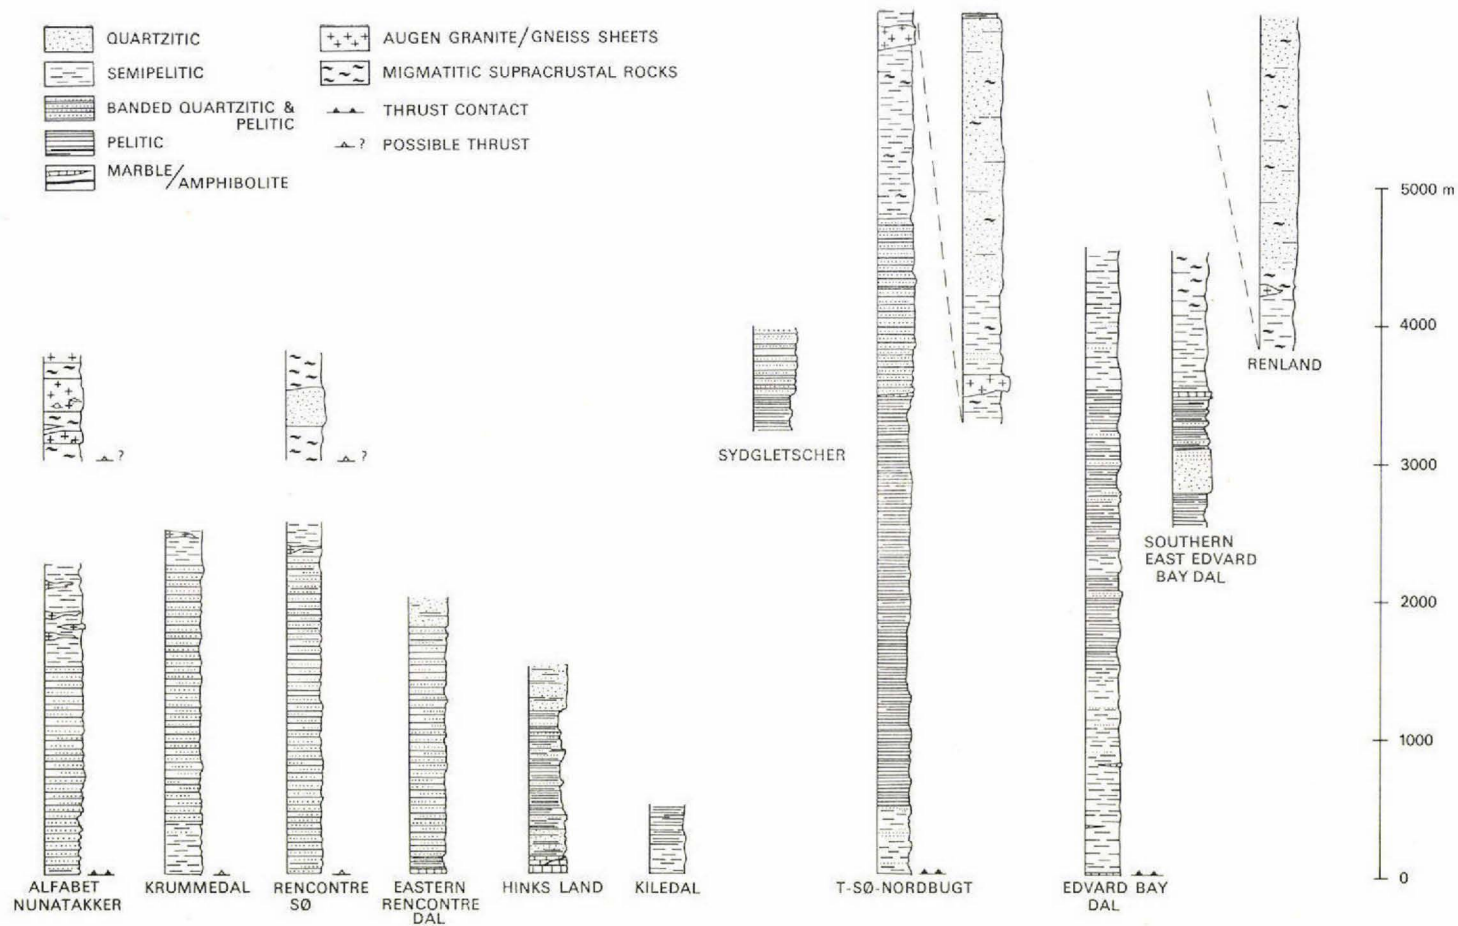 QUARTZITIC
SEMIPELITIC
BANDED QUARTZITIC &
PELITIC
PELITIC
MARBLE/AMPHIBOLITE
AUGEN GRANITE/GNEISS SHEETS
MIGMATITIC SUPRACRUSTAL ROCKS
THRUST CONTACT
? POSSIBLE THRUST
5000 m
4000
3000
2000
1000
0
RENLAND
SYDGLETSCHER
?
?
SOUTHERN
EAST EDVARD
BAY DAL
ALFABET
NUNATAKKER
KRUMMEDAL
RENCONTRE
SØ
EASTERN
RENCONTRE
DAL
HINKS LAND
KILEDAL
T-SØ-NORDBUGT
EDVARD BAY
DAL